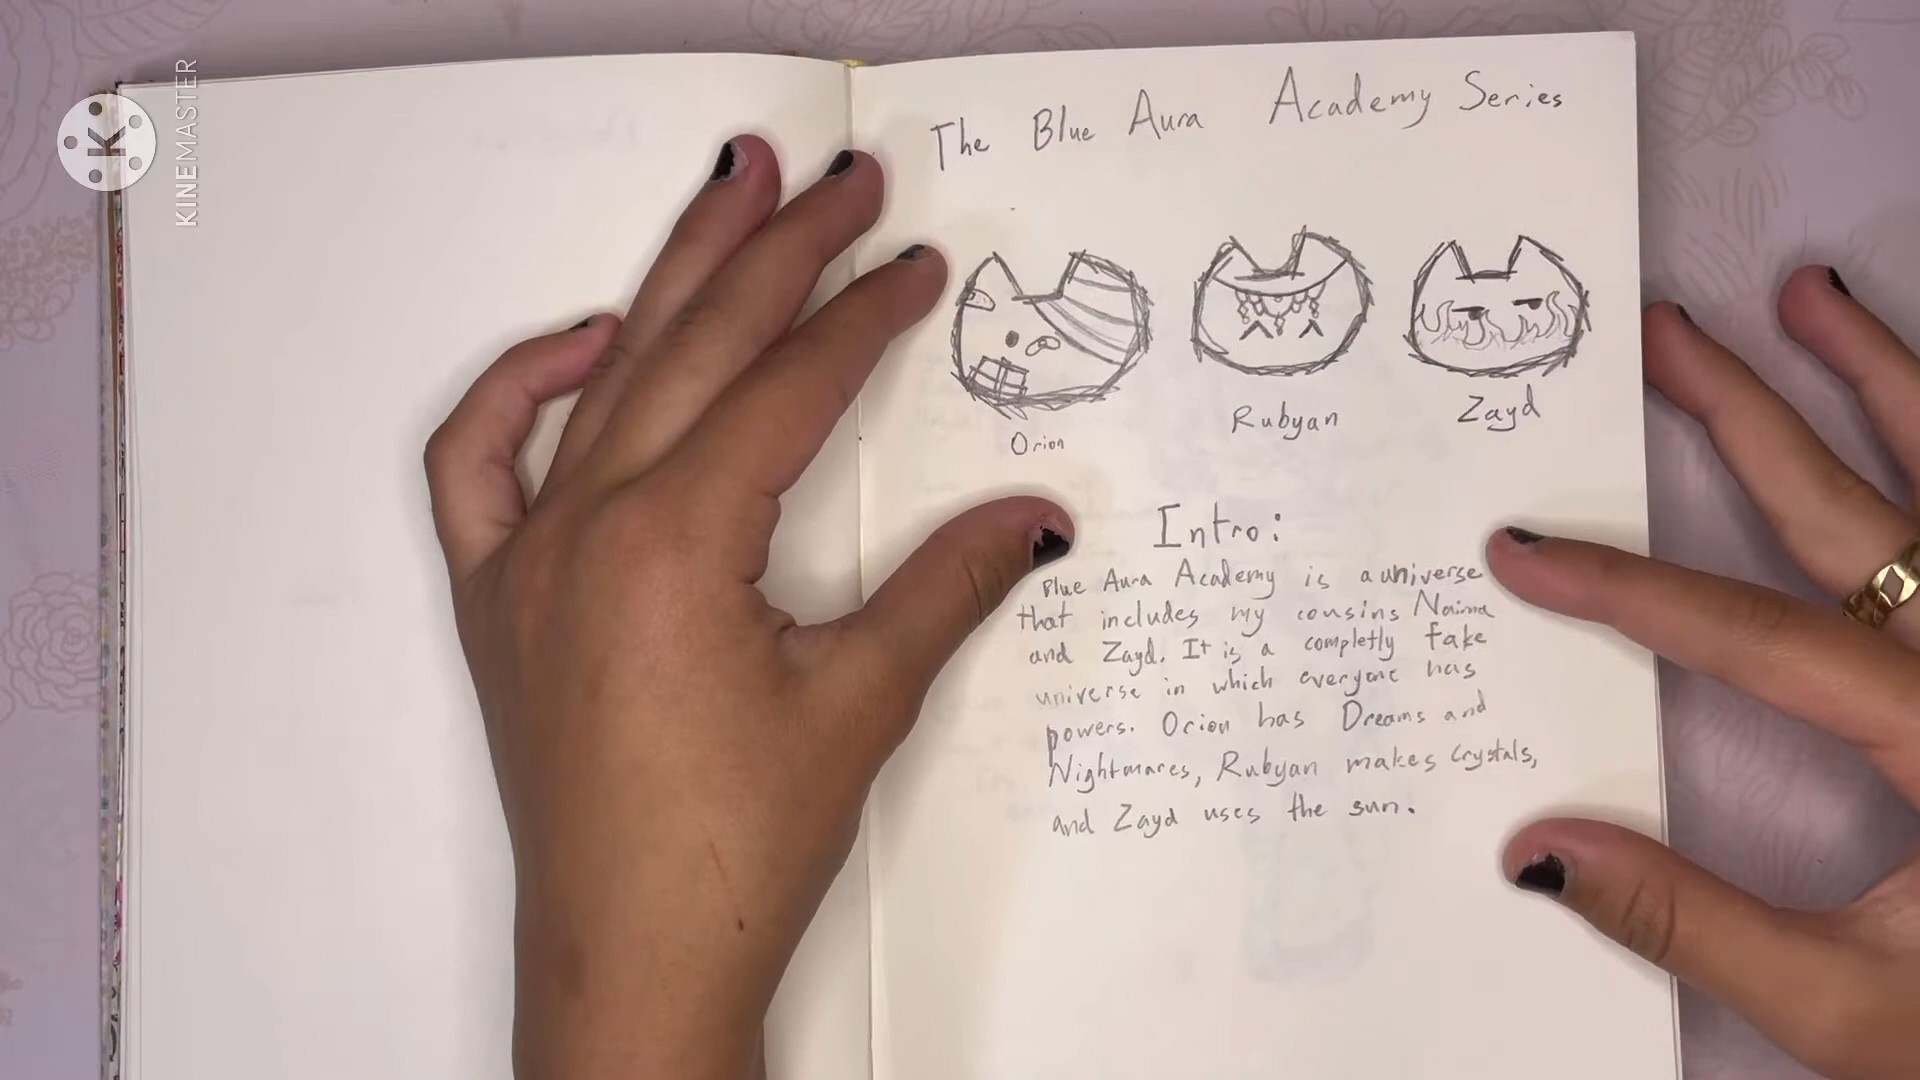 KINEMASTER
The Blue Aura Academy Series
Orion
Rubyan
Zayd
Intro:
Blue Aura Academy is a universe
that includes my cousins Naima
and Zayd. It is a completly fake
universe in which everyone has
powers. Orion has Dreams and
Nightmares, Rubyan makes crystals,
and Zayd uses the sun.